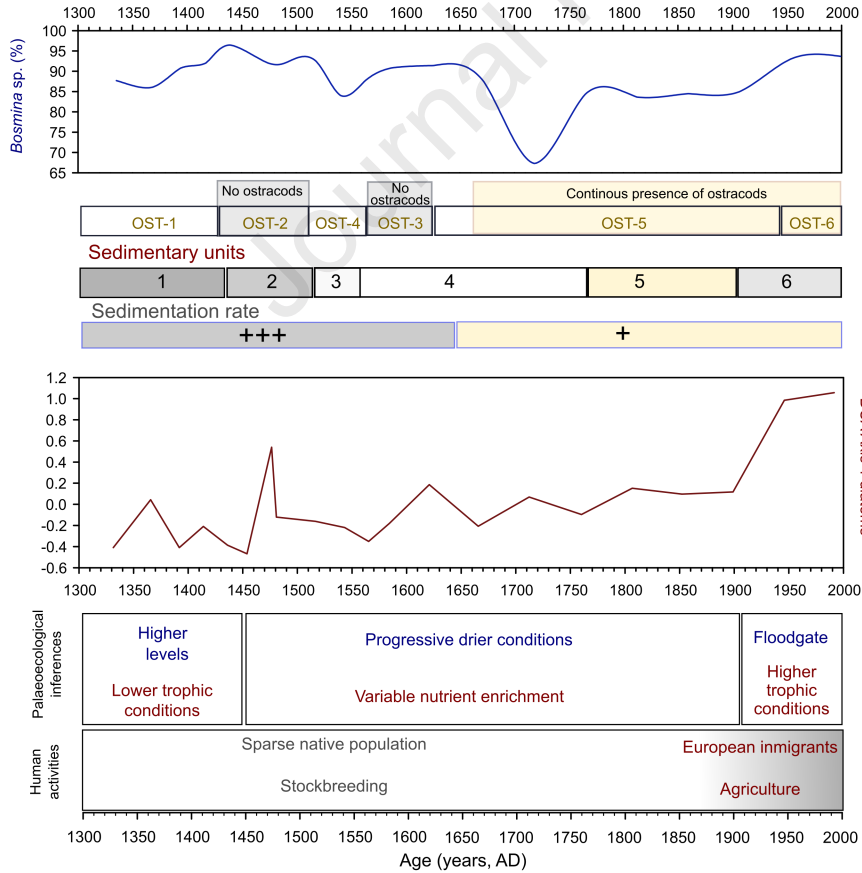 1300 1350 1400 1450 1500 1550 1600 1650 1700 1750 1800 1850 1900 1950 2000
100
95
90
85
80
75
70
65
Bosmina sp. (%)
No ostracods
No
ostracods
Continous presence of ostracods
OST-1 OST-2 OST-4 OST-3 OST-5 OST-6
Sedimentary units
1 2 3 4 5 6
Sedimentation rate
+++ +
Journal
1.2
1.0
0.8
0.6
0.4
0.2
0.0
-0.2
-0.4
-0.6
1300 1350 1400 1450 1500 1550 1600 1650 1700 1750 1800 1850 1900 1950 2000
Palaeoecological
inferences
Higher
levels
Lower trophic
conditions
Progressive drier conditions
Variable nutrient enrichment
Floodgate
Higher
trophic
conditions
Human
activities
Sparse native population
Stockbreeding
European inmigrants
Agriculture
1300 1350 1400 1450 1500 1550 1600 1650 1700 1750 1800 1850 1900 1950 2000
Age (years, AD)